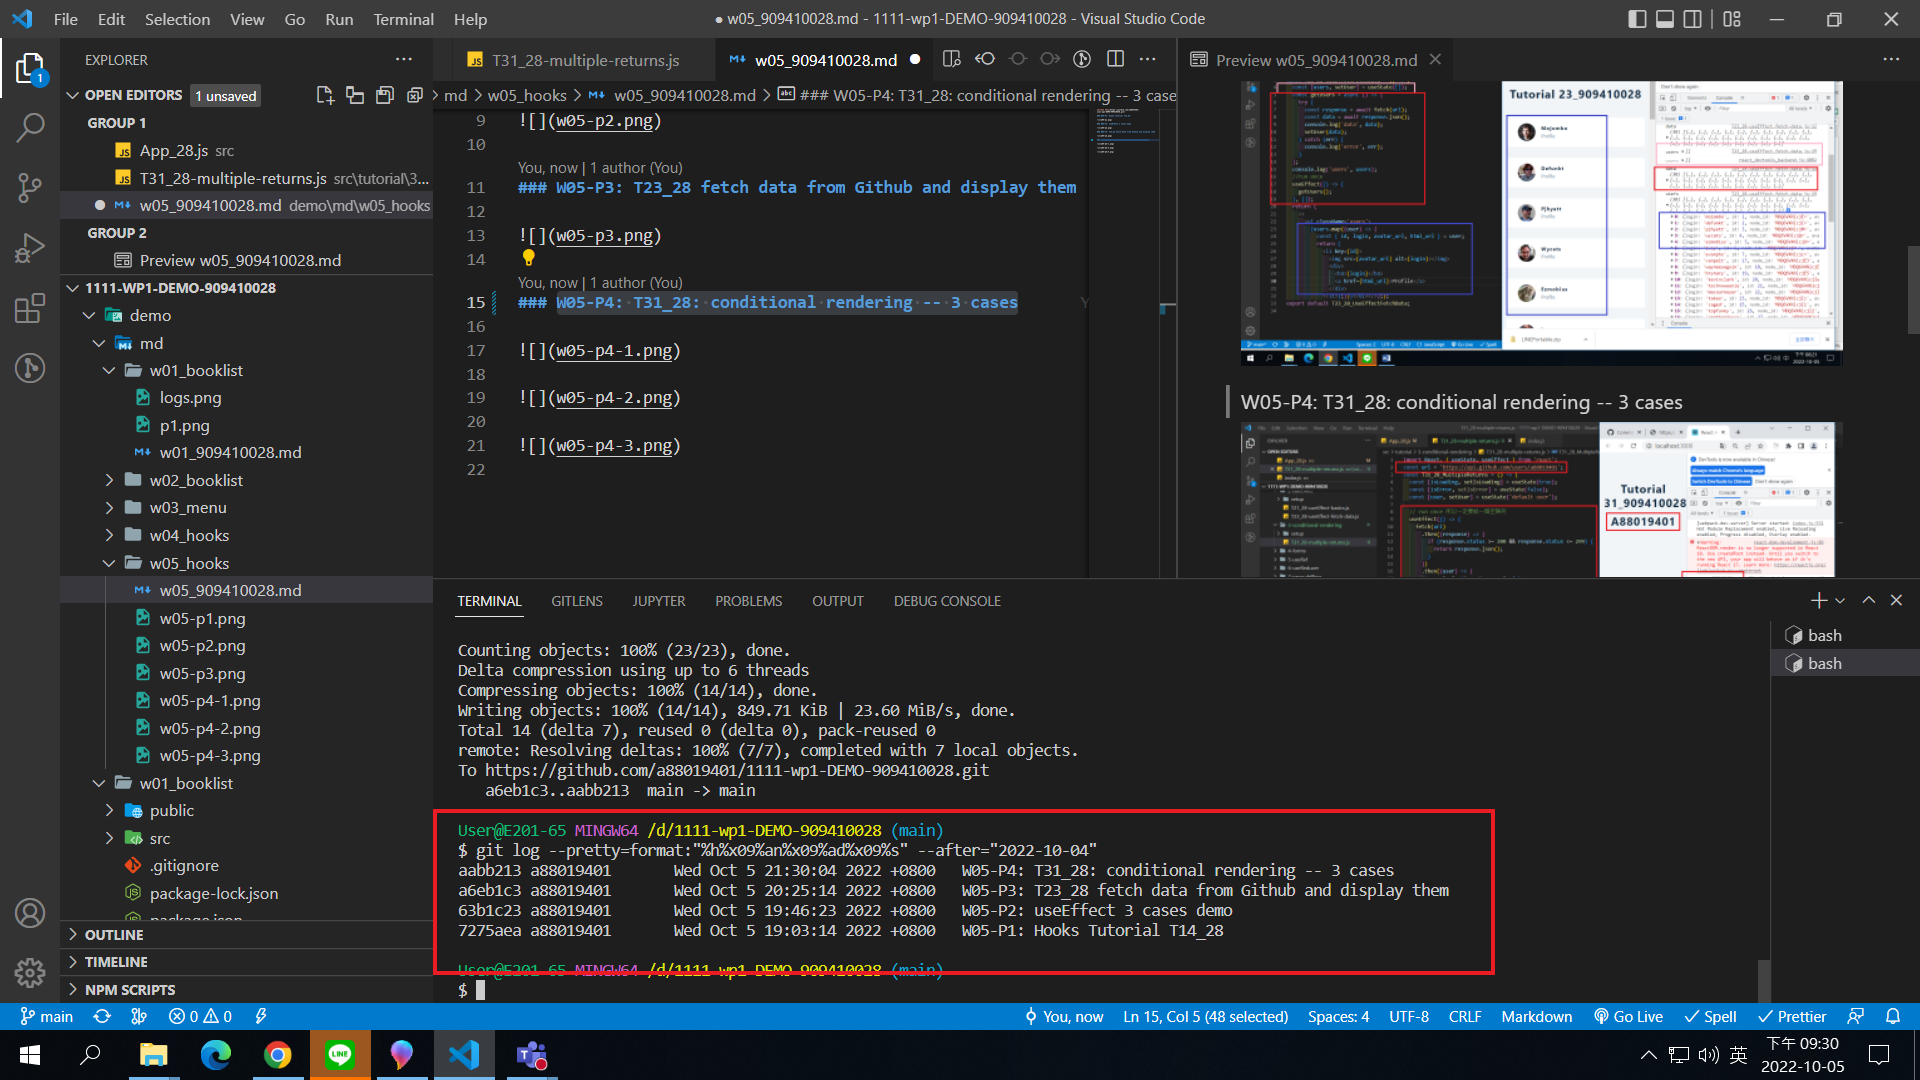 File Edit Selection View Go Run Terminal Help
● w05_909410028.md - 1111-wp1-DEMO-909410028 - Visual Studio Code
EXPLORER
1
OPEN EDITORS 1 unsaved
GROUP 1
App_28.js src
T31_28-multiple-returns.js src\tutorial\3...
w05_909410028.md demo\md\w05_hooks
GROUP 2
Preview w05_909410028.md
1111-WP1-DEMO-909410028
demo
md
w01_booklist
logs.png
p1.png
w01_909410028.md
w02_booklist
w03_menu
w04_booklist
w05_hooks
w05_909410028.md
w05-p1.png
w05-p2.png
w05-p3.png
w05-p4-1.png
w05-p4-2.png
w05-p4-3.png
w01_booklist
public
src
.gitignore
package-lock.json
package.json
OUTLINE
TIMELINE
NPM SCRIPTS
T31_28-multiple-returns.js
w05_909410028.md
md > w05_hooks > w05_909410028.md > ### W05-P4: T31_28: conditional rendering -- 3 case
9 ![](w05-p2.png)
10
You, now | 1 author (You)
11 ### W05-P3: T23_28 fetch data from Github and display them
12
13 ![](w05-p3.png)
14
You, now | 1 author (You)
15 ### W05-P4: T31_28: conditional rendering -- 3 cases Y
16
17 ![](w05-p4-1.png)
18
19 ![](w05-p4-2.png)
20
21 ![](w05-p4-3.png)
22
Preview w05_909410028.md
Tutorial 23_909410028
W05-P4: T31_28: conditional rendering -- 3 cases
Tutorial
31_909410028
A88019401
TERMINAL GITLENS JUPYTER PROBLEMS OUTPUT DEBUG CONSOLE
bash
bash
Counting objects: 100% (23/23), done.
Delta compression using up to 6 threads
Compressing objects: 100% (14/14), done.
Writing objects: 100% (14/14), 849.71 KiB | 23.60 MiB/s, done.
Total 14 (delta 7), reused 0 (delta 0), pack-reused 0
remote: Resolving deltas: 100% (7/7), completed with 7 local objects.
To https://github.com/a88019401/1111-wp1-DEMO-909410028.git
a6eb1c3..aabb213 main -> main
User@E201-65 MINGW64 /d/1111-wp1-DEMO-909410028 (main)
$ git log --pretty=format:"%h%x09%an%x09%ad%x09%s" --after="2022-10-04"
aabb213 a88019401 Wed Oct 5 21:30:04 2022 +0800 W05-P4: T31_28: conditional rendering -- 3 cases
a6eb1c3 a88019401 Wed Oct 5 20:25:14 2022 +0800 W05-P3: T23_28 fetch data from Github and display them
63b1c23 a88019401 Wed Oct 5 19:46:23 2022 +0800 W05-P2: useEffect 3 cases demo
7275aea a88019401 Wed Oct 5 19:03:14 2022 +0800 W05-P1: Hooks Tutorial T14_28
User@E201-65 MINGW64 /d/1111-wp1-DEMO-909410028 (main)
$
main 0 0 You, now Ln 15, Col 5 (48 selected) Spaces: 4 UTF-8 CRLF Markdown Go Live Spell Prettier
LINE
英
下午 09:30
2022-10-05